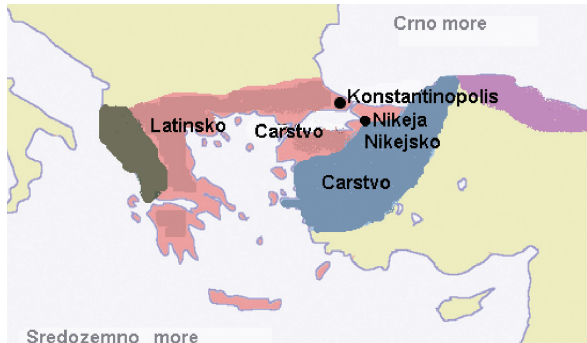 Crno more
Konstantinopolis
Latinsko Carstvo
Nikeja
Nikejsko
Carstvo
Sredozemno more